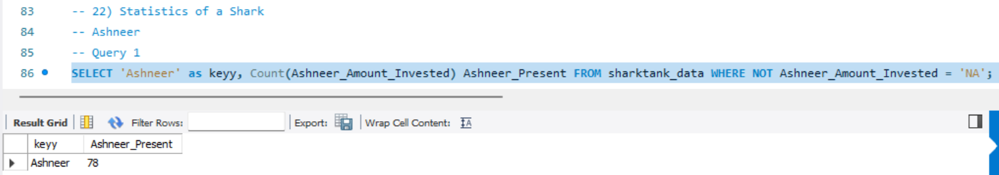 83 -- 22) Statistics of a Shark
84 -- Ashneer
85 -- Query 1
86 SELECT 'Ashneer' as keyy, Count(Ashneer_Amount_Invested) Ashneer_Present FROM sharktank_data WHERE NOT Ashneer_Amount_Invested = 'NA';
Result Grid Filter Rows: Export: Wrap Cell Content: IA
keyy Ashneer_Present
Ashneer 78